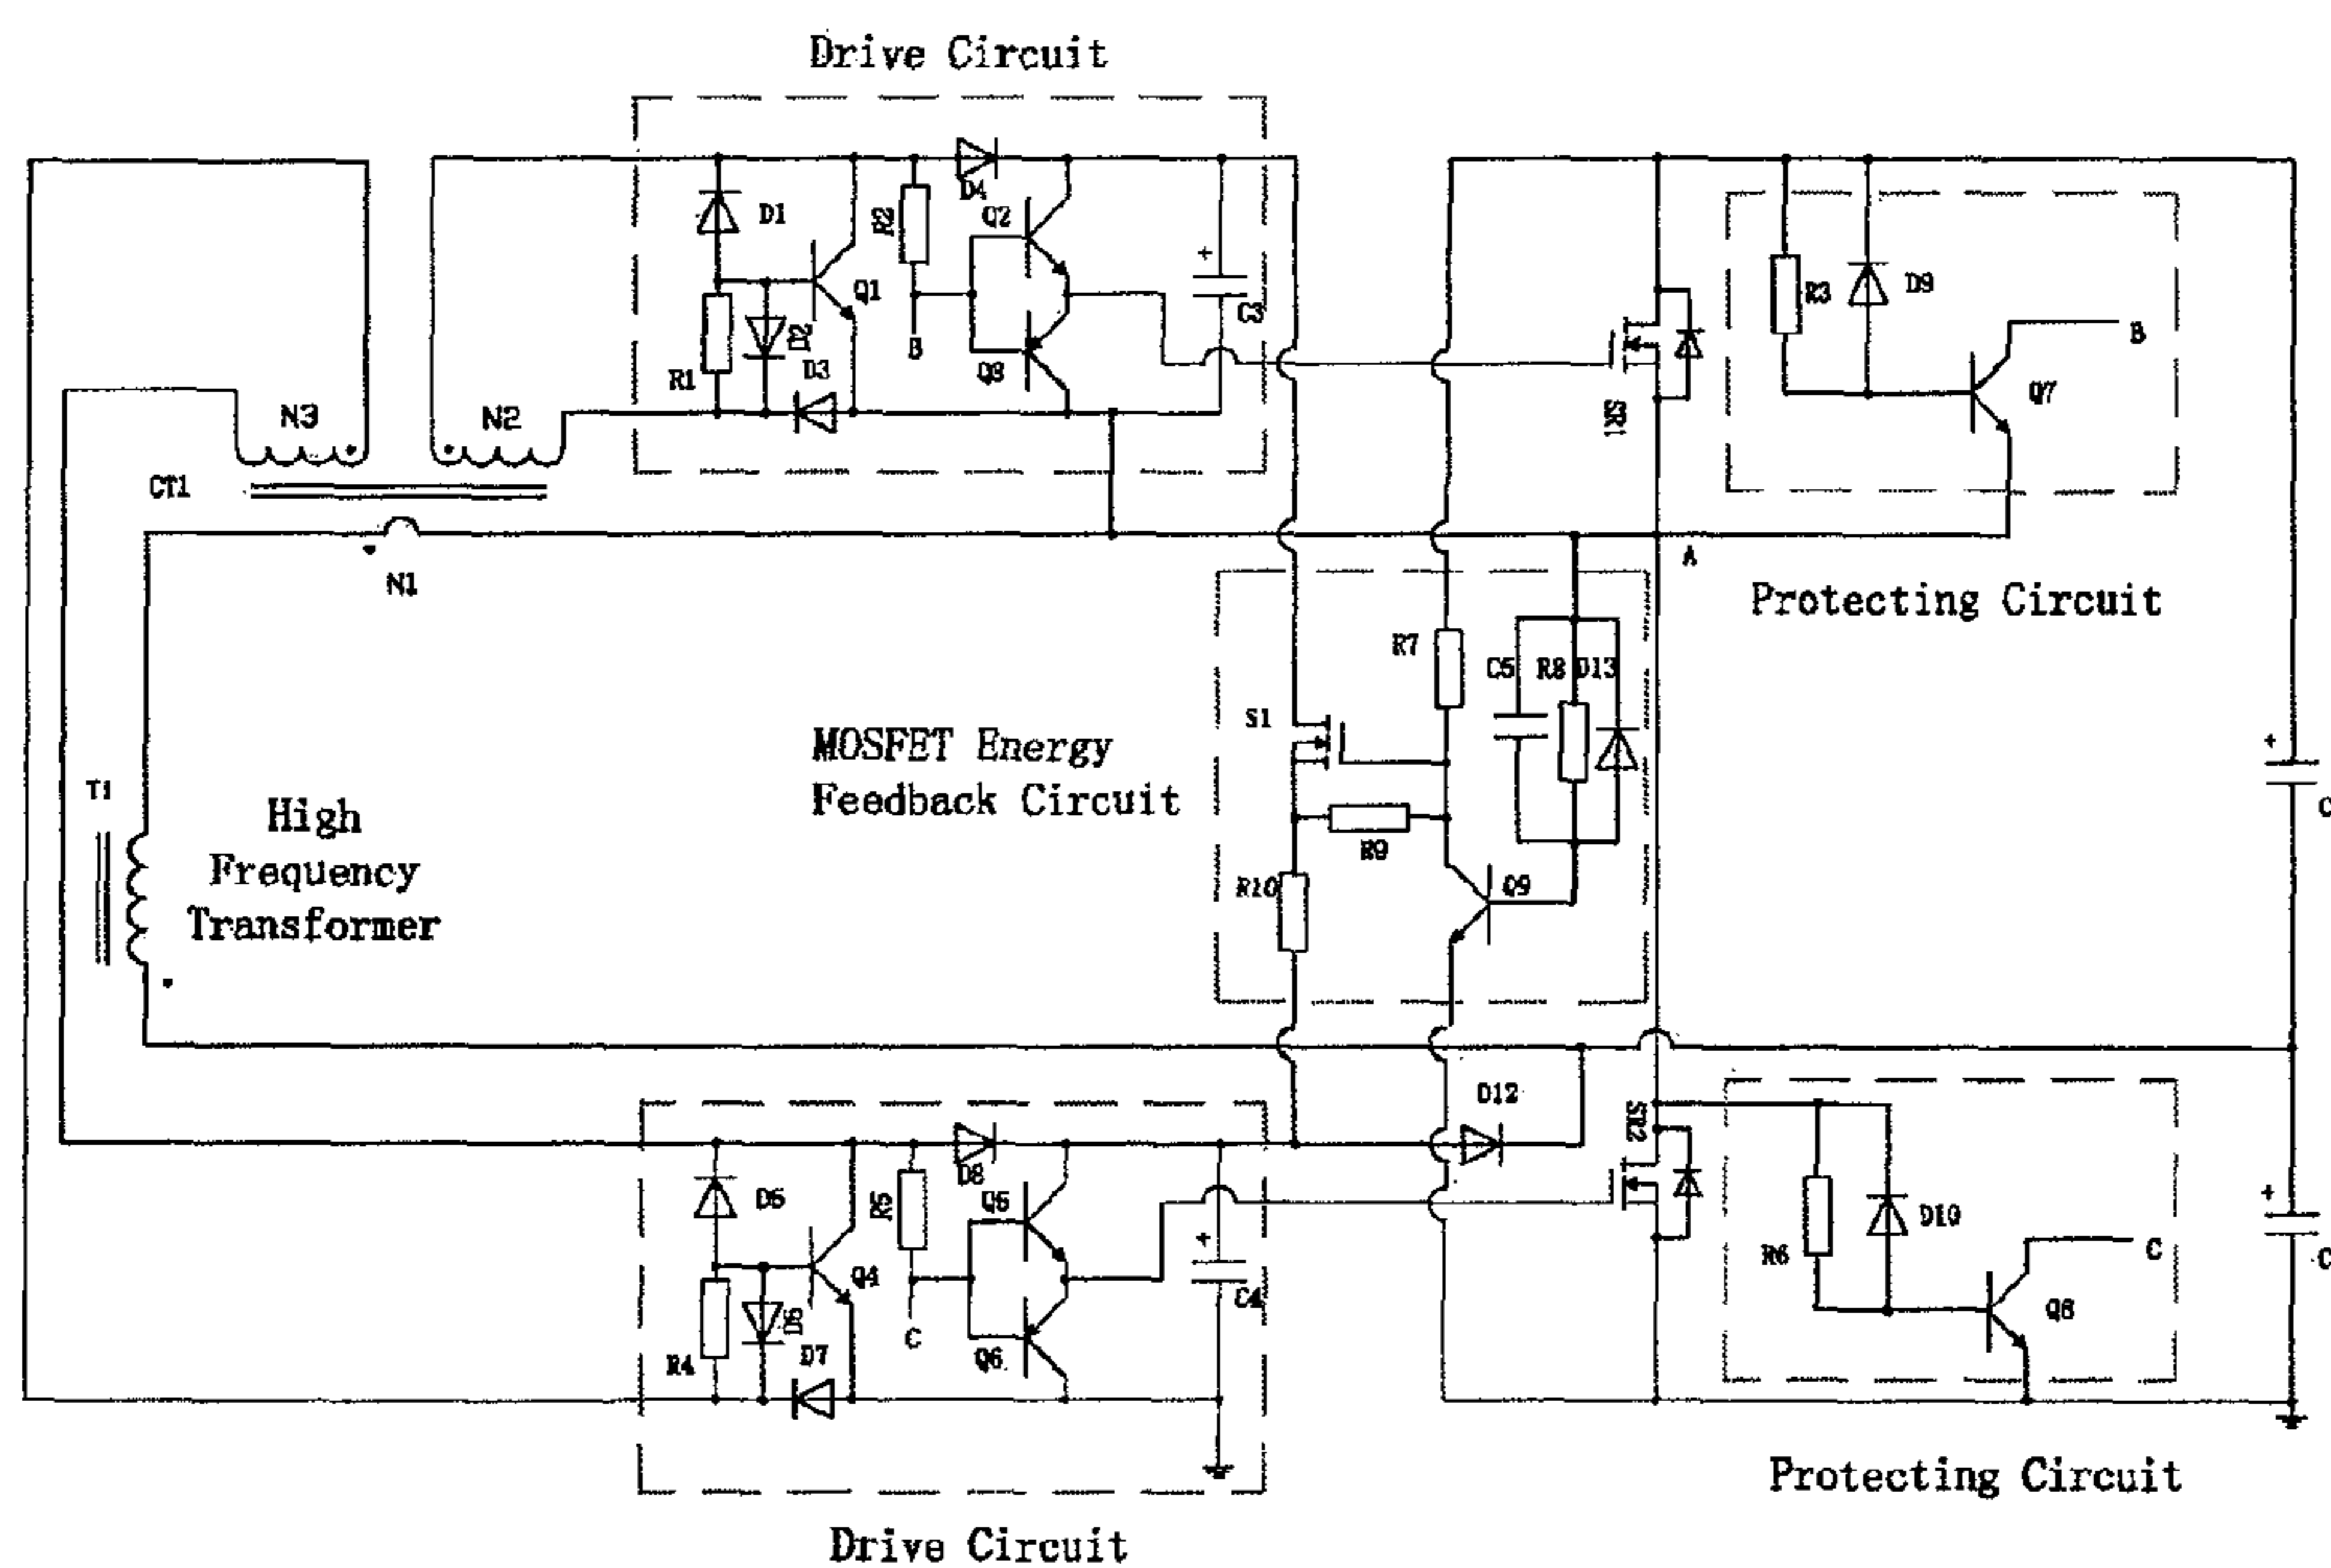 Drive Circuit
D4
D1
R2
Q2
D9
R3
Q1
+
C3
D2
B
B
D3
Q3
R1
Q7
SR1
N3
N2
CT1
A
N1
Protecting Circuit
R7
C5
R8
D13
S1
MOSFET Energy
Feedback Circuit
+
T1
High
Frequency
Transformer
C
R9
R10
Q9
D12
SR2
D8
D5
R5
Q5
+
D10
+
R6
C
C
Q4
C4
D6
C
Q8
D7
Q6
R4
Protecting Circuit
Drive Circuit